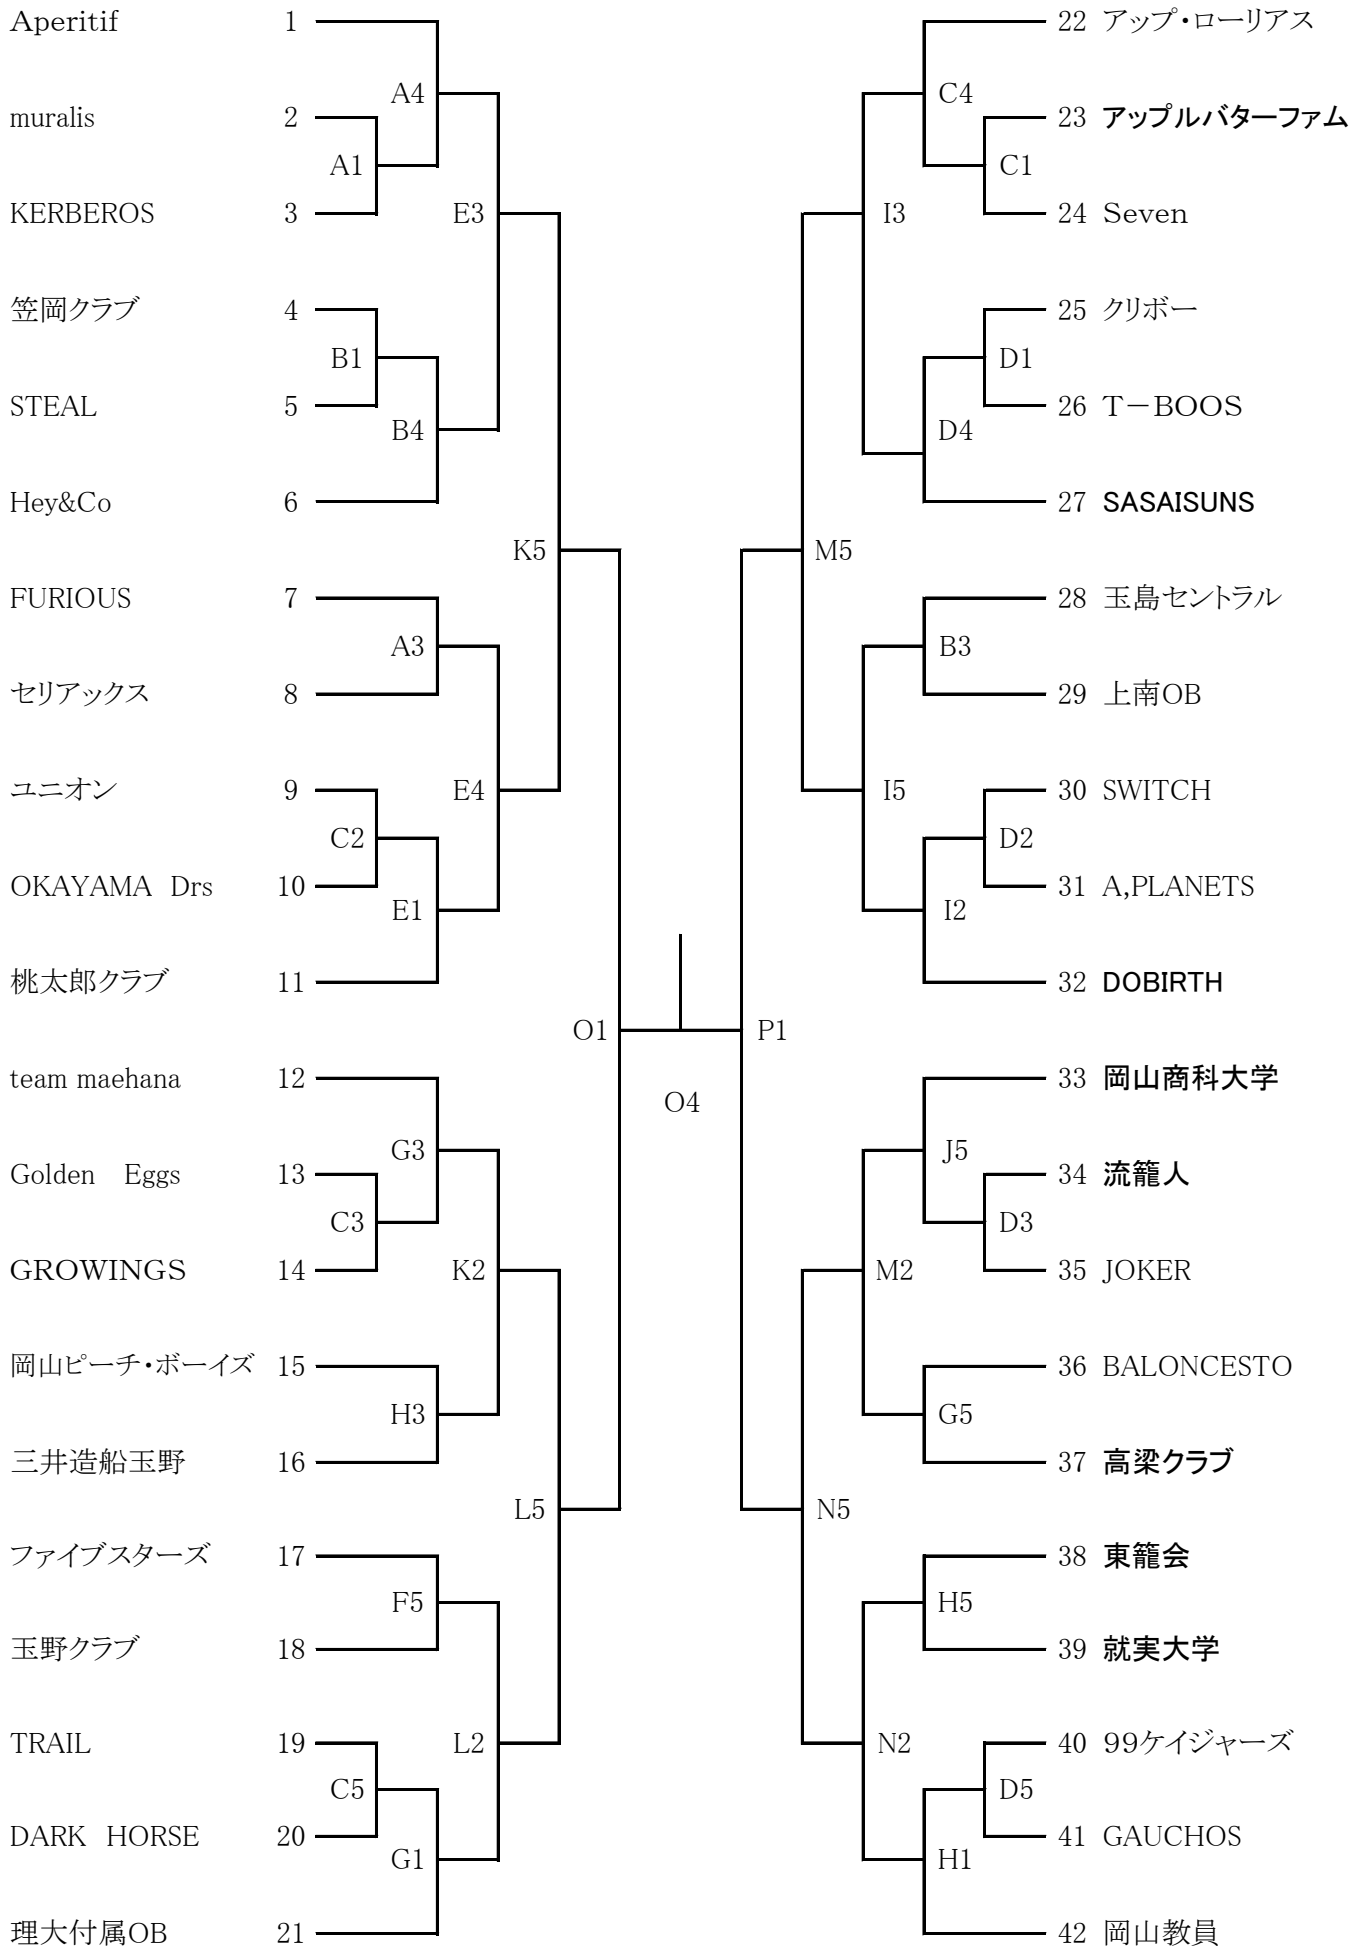 Aperitif 1
A4
muralis 2
A1
KERBEROS 3
E3
笠岡クラブ 4
B1
STEAL 5
B4
Hey&Co 6
K5
FURIOUS 7
A3
セリアックス 8
ユニオン 9
E4
C2
OKAYAMA Drs 10
E1
桃太郎クラブ 11
O1
team maehana 12
G3
Golden Eggs 13
C3
GROWINGS 14
K2
岡山ピーチ・ボーイズ 15
H3
三井造船玉野 16
L5
ファイブスターズ 17
F5
玉野クラブ 18
TRAIL 19
L2
C5
DARK HORSE 20
G1
理大付属OB 21
O4
22 アップ・ローリアス
C4
23 アップルバターファム
C1
24 Seven
I3
25 クリボー
D1
26 T－BOOS
D4
27 SASAISUNS
M5
28 玉島セントラル
B3
29 上南OB
30 SWITCH
I5
D2
31 A,PLANETS
I2
32 DOBIRTH
P1
33 岡山商科大学
J5
34 流籠人
D3
35 JOKER
M2
36 BALONCESTO
G5
37 高梁クラブ
N5
38 東籠会
H5
39 就実大学
40 99ケイジャーズ
N2
D5
41 GAUCHOS
H1
42 岡山教員